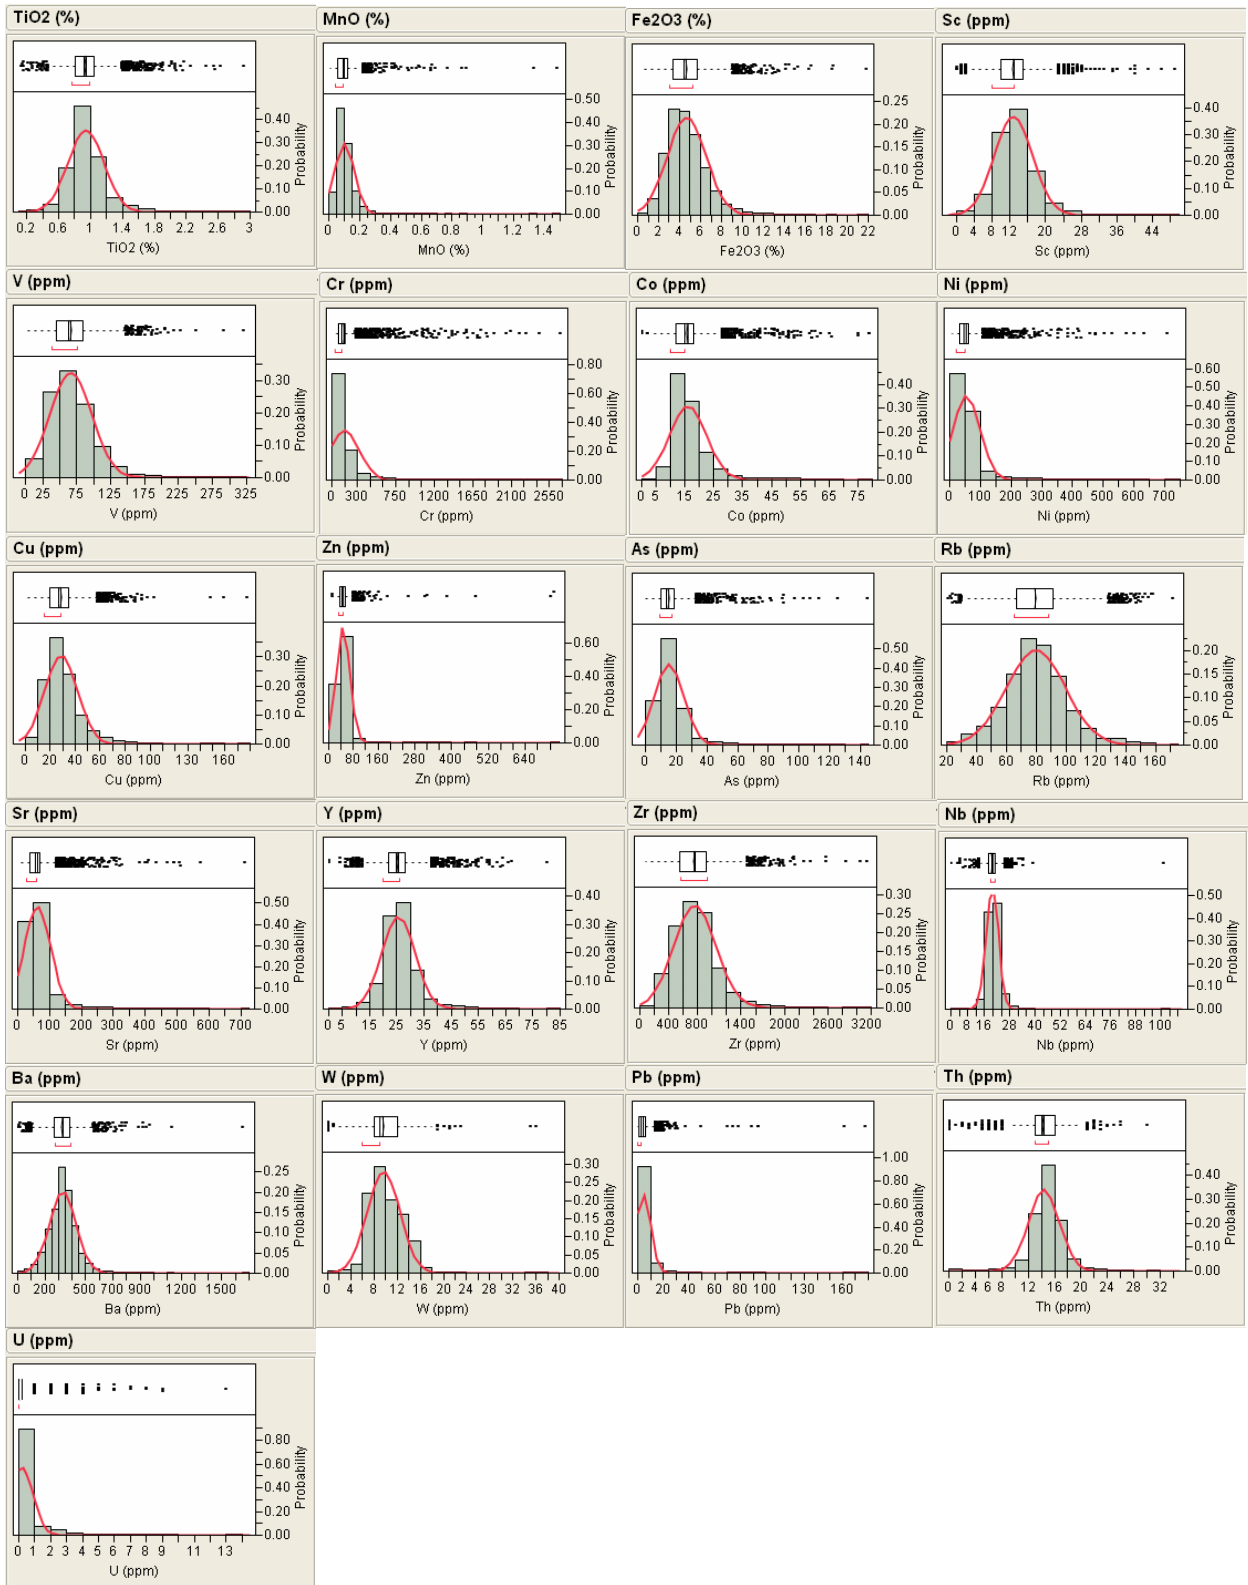 TiO2 (%)
MnO (%)
Fe2O3 (%)
Sc (ppm)
0.40
0.30
0.20
0.10
0.00
Probability
0.2 0.6 1 1.4 1.8 2.2 2.6 3
TiO2 (%)
0.50
0.40
0.30
0.20
0.10
0.00
Probability
0 0.2 0.4 0.6 0.8 1 1.2 1.4
MnO (%)
0.25
0.20
0.15
0.10
0.05
0.00
Probability
0 2 4 6 8 10 12 14 16 18 20 22
Fe2O3 (%)
0.40
0.30
0.20
0.10
0.00
Probability
0 4 8 12 20 28 36 44
Sc (ppm)
V (ppm)
Cr (ppm)
Co (ppm)
Ni (ppm)
0.30
0.20
0.10
0.00
Probability
0 25 75 125 175 225 275 325
V (ppm)
0.80
0.60
0.40
0.20
0.00
Probability
0 300 750 1200 1650 2100 2550
Cr (ppm)
0.40
0.30
0.20
0.10
0.00
Probability
0 5 15 25 35 45 55 65 75
Co (ppm)
0.60
0.50
0.40
0.30
0.20
0.10
0.00
Probability
0 100 200 300 400 500 600 700
Ni (ppm)
Cu (ppm)
Zn (ppm)
As (ppm)
Rb (ppm)
0.30
0.20
0.10
0.00
Probability
0 20 40 60 80 100 130 160
Cu (ppm)
0.60
0.40
0.20
0.00
Probability
0 80 160 280 400 520 640
Zn (ppm)
0.50
0.40
0.30
0.20
0.10
0.00
Probability
0 20 40 60 80 100 120 140
As (ppm)
0.20
0.15
0.10
0.05
0.00
Probability
20 40 60 80 100 120 140 160
Rb (ppm)
Sr (ppm)
Y (ppm)
Zr (ppm)
Nb (ppm)
0.50
0.40
0.30
0.20
0.10
0.00
Probability
0 100 200 300 400 500 600 700
Sr (ppm)
0.40
0.30
0.20
0.10
0.00
Probability
0 5 15 25 35 45 55 65 75 85
Y (ppm)
0.30
0.25
0.20
0.15
0.10
0.05
0.00
Probability
0 400 800 1400 2000 2600 3200
Zr (ppm)
0.50
0.40
0.30
0.20
0.10
0.00
Probability
0 8 16 28 40 52 64 76 88 100
Nb (ppm)
Ba (ppm)
W (ppm)
Pb (ppm)
Th (ppm)
0.25
0.20
0.15
0.10
0.05
0.00
Probability
0 200 500 700 900 1200 1500
Ba (ppm)
0.30
0.25
0.20
0.15
0.10
0.05
0.00
Probability
0 4 8 12 16 20 24 28 32 36 40
W (ppm)
1.00
0.80
0.60
0.40
0.20
0.00
Probability
0 20 40 60 80 100 130 160
Pb (ppm)
0.40
0.30
0.20
0.10
0.00
Probability
0 2 4 6 8 12 16 20 24 28 32
Th (ppm)
U (ppm)
0.80
0.60
0.40
0.20
0.00
Probability
0 1 2 3 4 5 6 7 8 9 11 13
U (ppm)